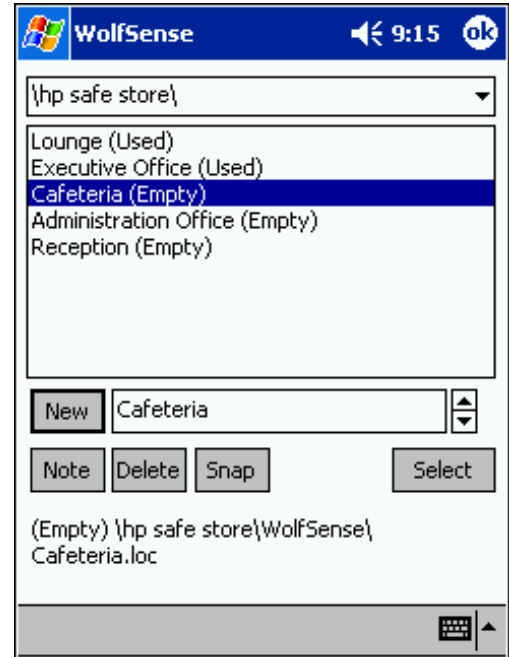 WolfSense 9:15 ok
\hp safe store\
Lounge (Used)
Executive Office (Used)
Cafeteria (Empty)
Administration Office (Empty)
Reception (Empty)
New Cafeteria
Note Delete Snap Select
(Empty) \hp safe store\WolfSense\
Cafeteria.loc